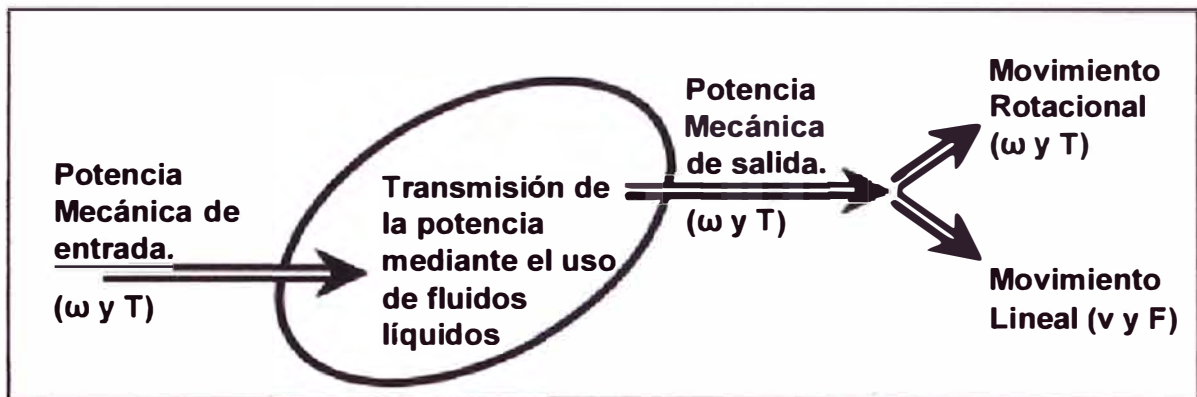 Potencia
Mecánica de
entrada.
(ω y T)
Transmisión de
la potencia
mediante el uso
de fluidos
líquidos
Potencia
Mecánica
de salida.
(ω y T)
Movimiento
Rotacional
(ω y T)
Movimiento
Lineal (v y F)